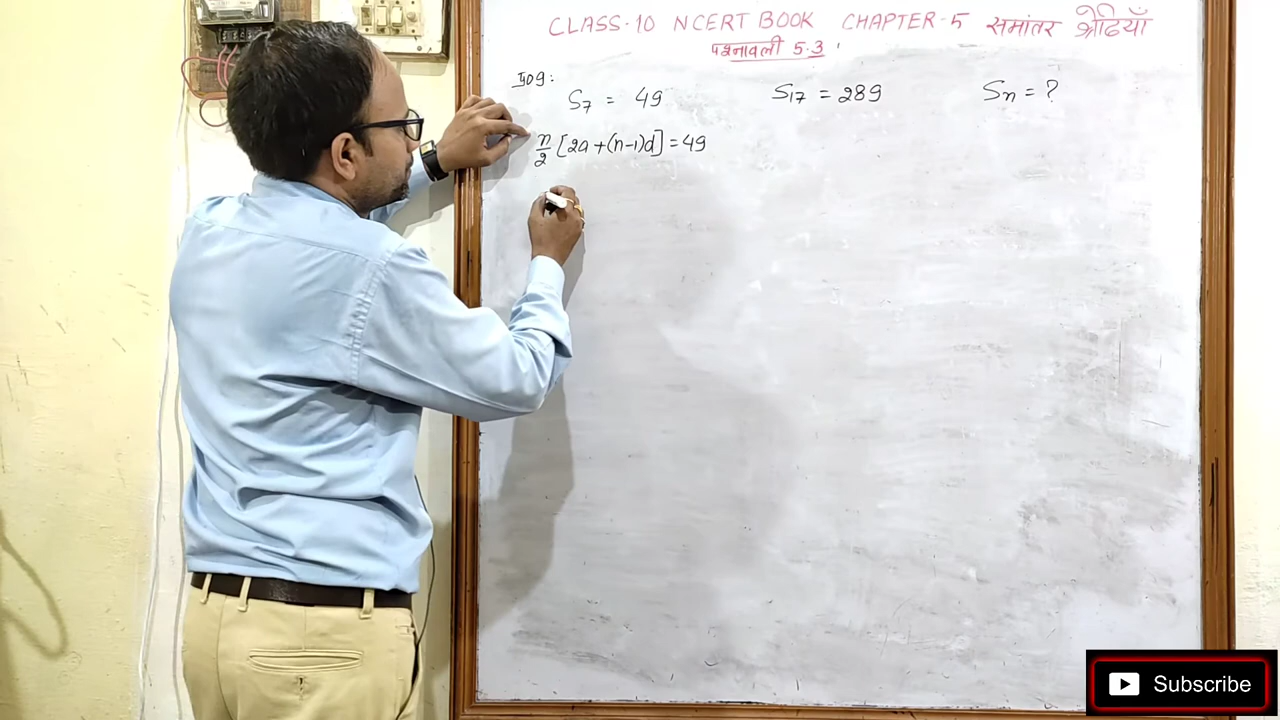 CLASS-10 NCERT BOOK CHAPTER-5 समांतर श्रेढियाँ
प्रश्नावली 5.3
प्र09:
S7 = 49 S17 = 289 Sn = ?
n/2 [2a+(n-1)d] = 49
Subscribe